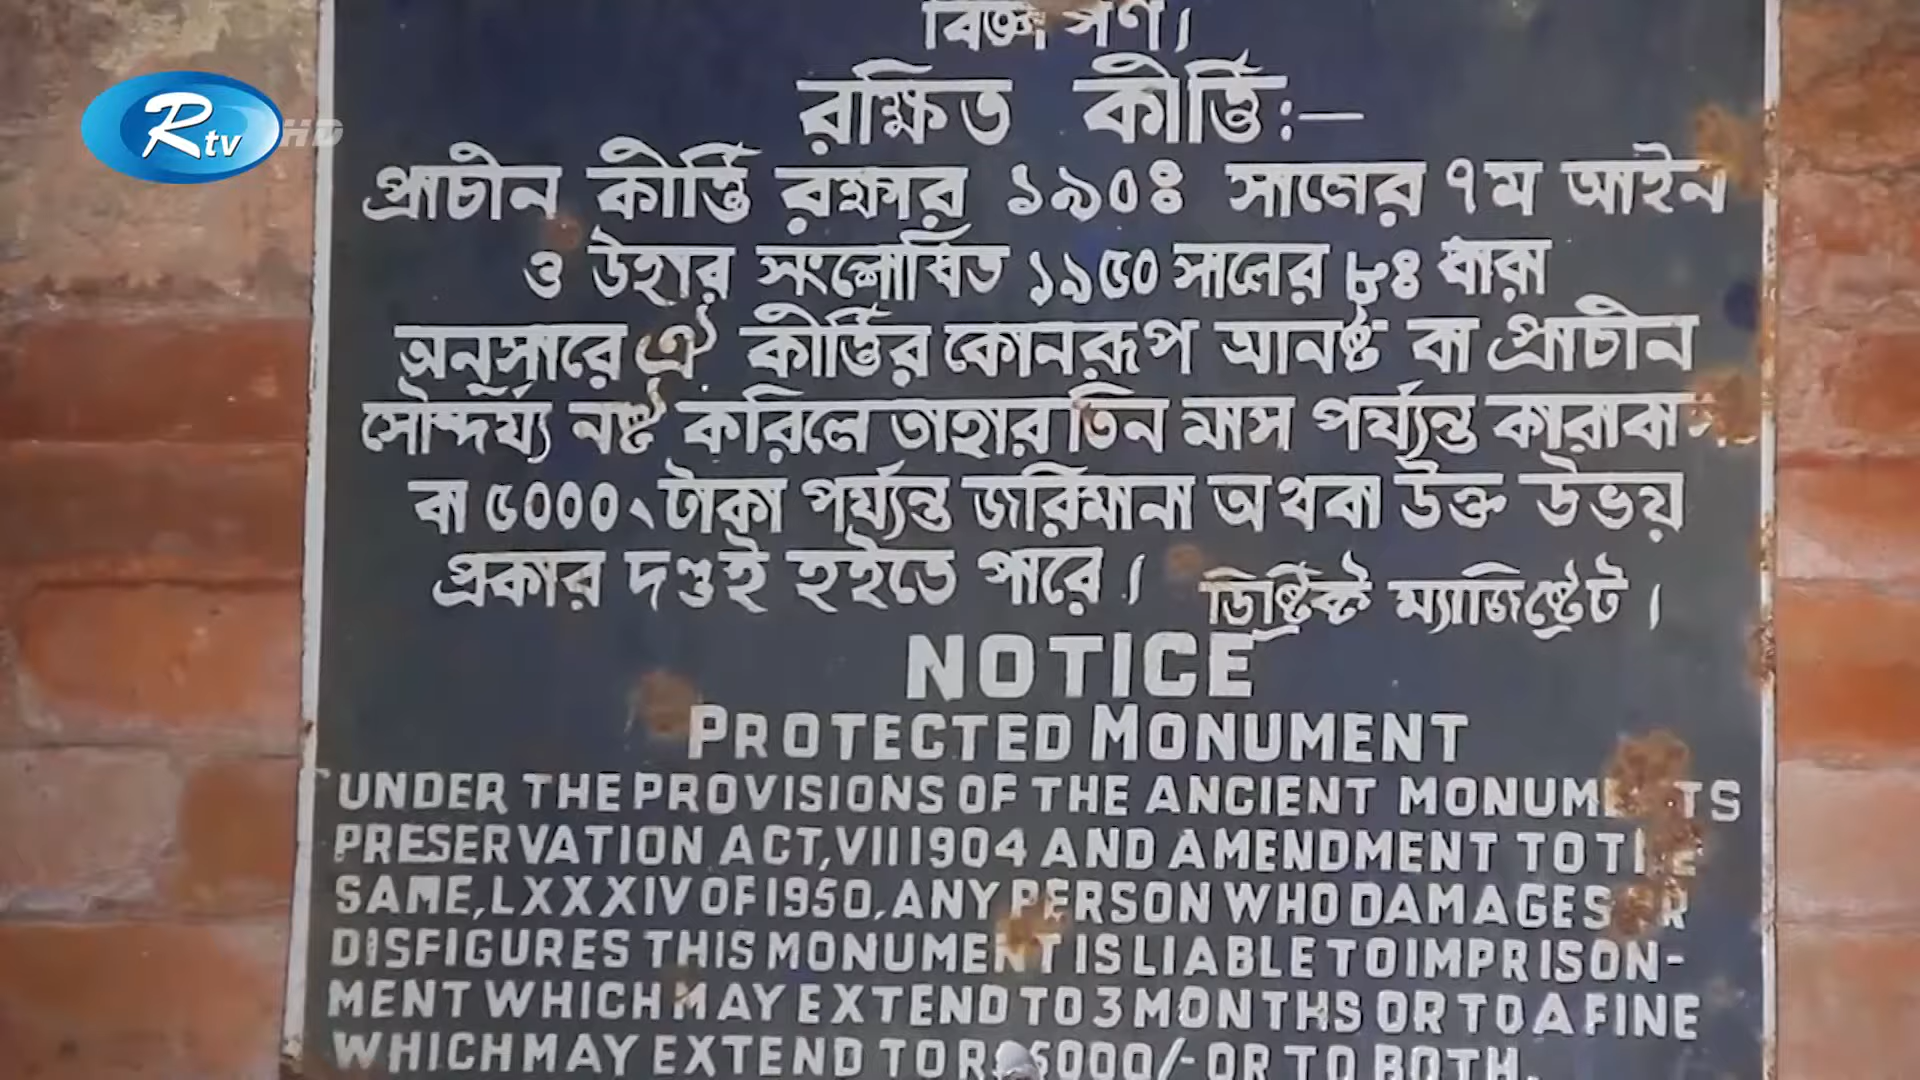 Rtv HD
বিজ্ঞাপণ।
রক্ষিত কীর্ত্তি:—
প্রাচীন কীর্ত্তি রক্ষার ১৯০৪ সালের ৭ম আইন
ও উহার সংশোধিত ১৯৫০ সালের ৮৪ ধারা
অনুসারে ঐ কীর্ত্তির কোনরূপ আনষ্ট বা প্রাচীন
সৌন্দর্য্য নষ্ট করিলে তাহার তিন মাস পর্য্যন্ত কারাবাস
বা ৫০০০৲ টাকা পর্য্যন্ত জরিমানা অথবা উক্ত উভয়
প্রকার দণ্ডই হইতে পারে।
ডিষ্ট্রিক্ট ম্যাজিষ্ট্রেট।
NOTICE
PROTECTED MONUMENT
UNDER THE PROVISIONS OF THE ANCIENT MONUMENTS
PRESERVATION ACT, VII 1904 AND AMENDMENT TO THE
SAME, LXXXIV OF 1950, ANY PERSON WHO DAMAGES OR
DISFIGURES THIS MONUMENT IS LIABLE TO IMPRISON-
MENT WHICH MAY EXTEND TO 3 MONTHS OR TO A FINE
WHICH MAY EXTEND TO RS 5000/- OR TO BOTH.